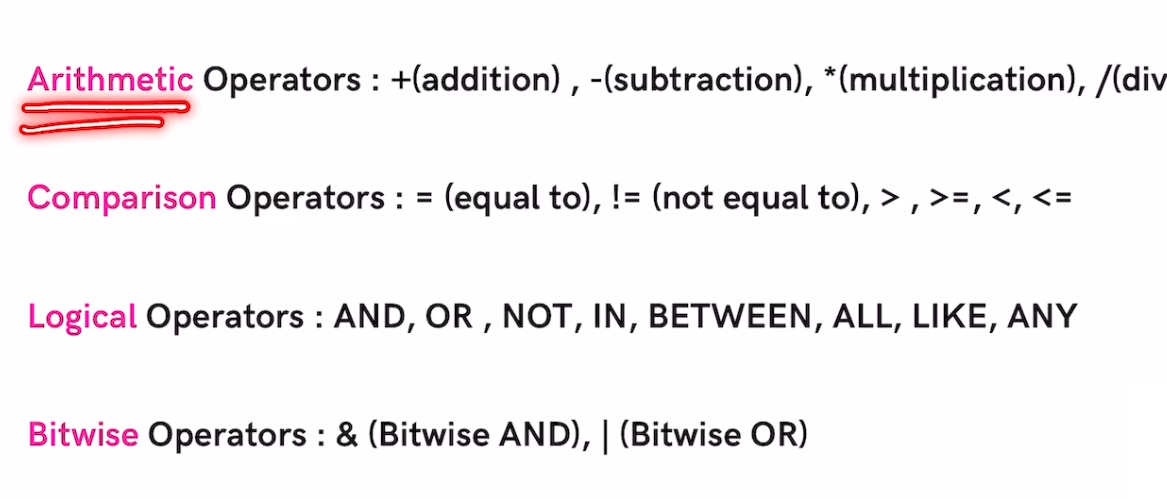 Arithmetic Operators : +(addition) , -(subtraction), *(multiplication), /(div
Comparison Operators : = (equal to), != (not equal to), > , >=, <, <=
Logical Operators : AND, OR , NOT, IN, BETWEEN, ALL, LIKE, ANY
Bitwise Operators : & (Bitwise AND), | (Bitwise OR)